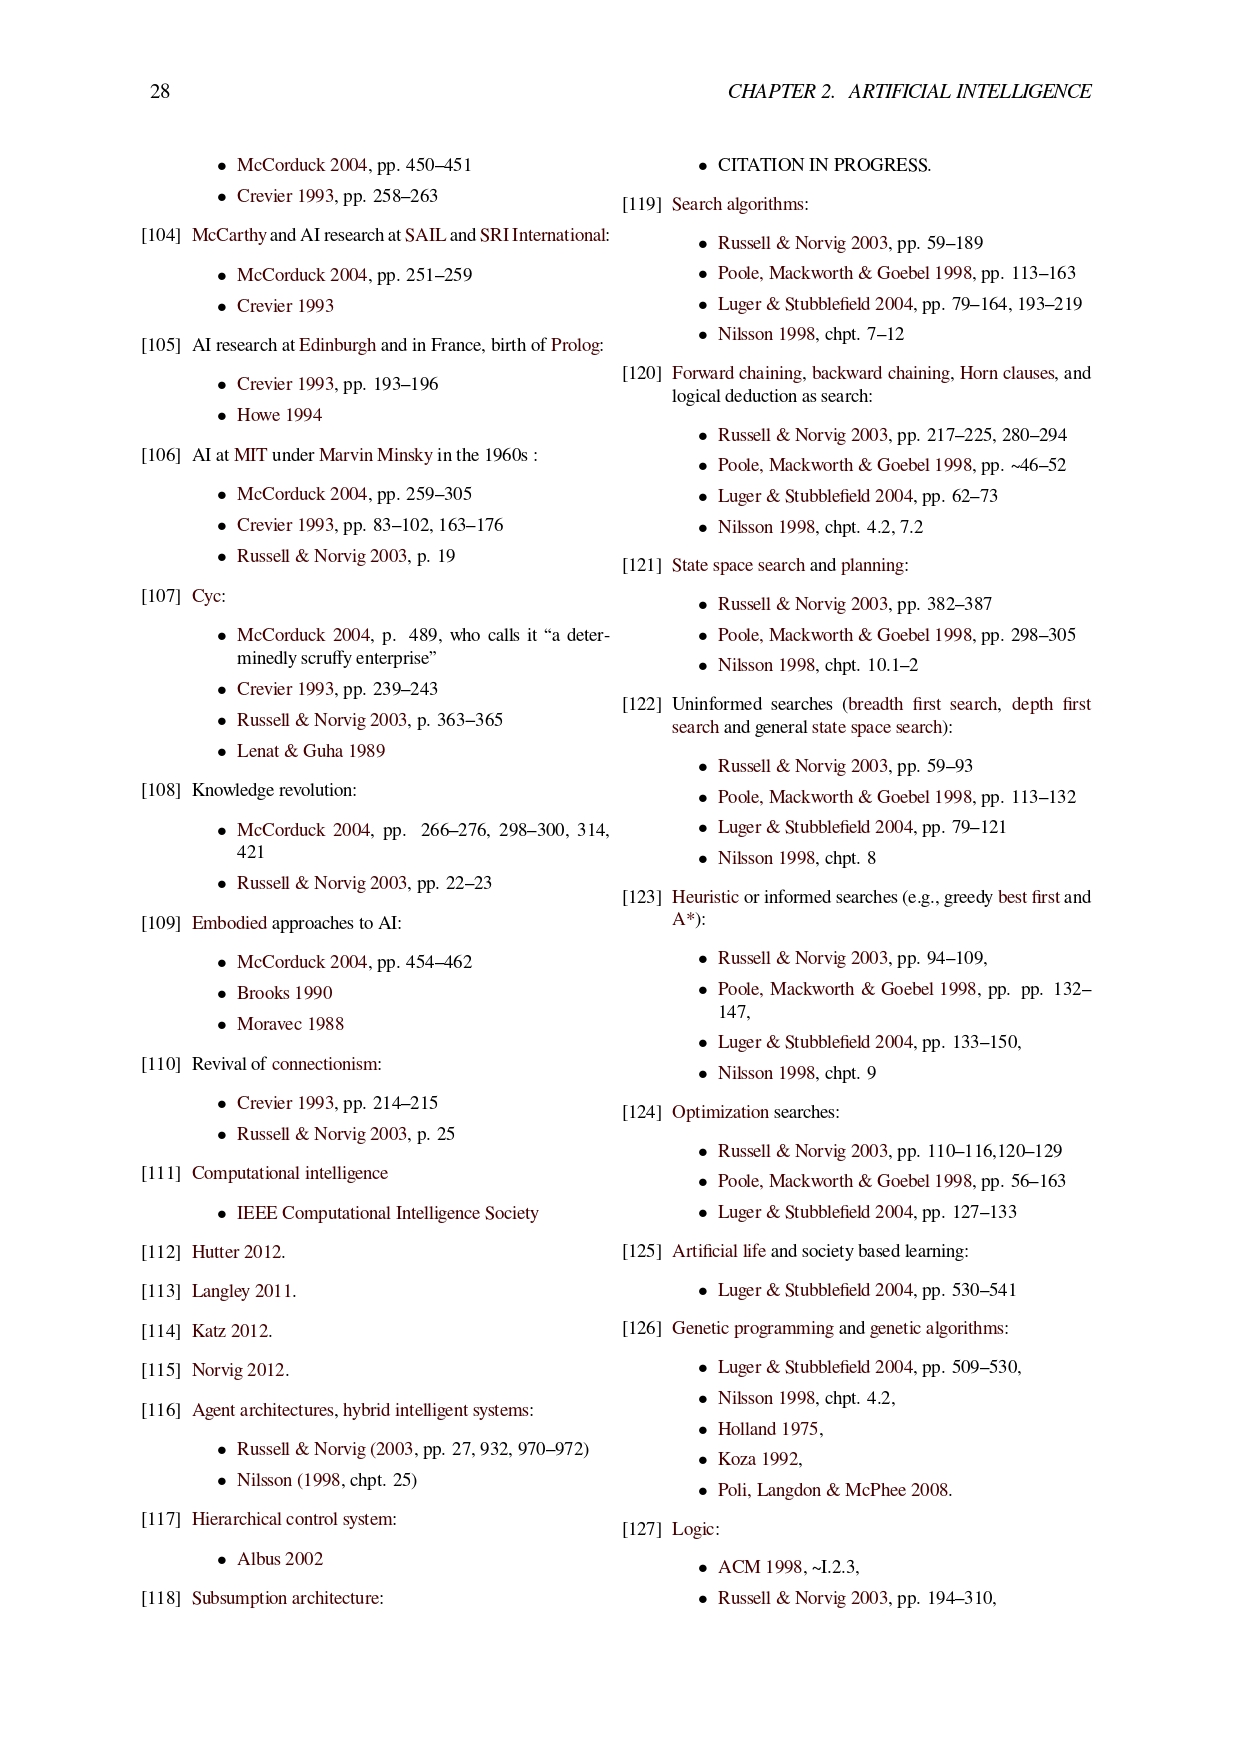 28
CHAPTER 2. ARTIFICIAL INTELLIGENCE
• McCorduck 2004, pp. 450–451
• Crevier 1993, pp. 258–263
[104] McCarthy and AI research at SAIL and SRI International:
• McCorduck 2004, pp. 251–259
• Crevier 1993
[105] AI research at Edinburgh and in France, birth of Prolog:
• Crevier 1993, pp. 193–196
• Howe 1994
[106] AI at MIT under Marvin Minsky in the 1960s :
• McCorduck 2004, pp. 259–305
• Crevier 1993, pp. 83–102, 163–176
• Russell & Norvig 2003, p. 19
[107] Cyc:
• McCorduck 2004, p. 489, who calls it “a deter-
minedly scruffy enterprise”
• Crevier 1993, pp. 239–243
• Russell & Norvig 2003, p. 363–365
• Lenat & Guha 1989
[108] Knowledge revolution:
• McCorduck 2004, pp. 266–276, 298–300, 314,
421
• Russell & Norvig 2003, pp. 22–23
[109] Embodied approaches to AI:
• McCorduck 2004, pp. 454–462
• Brooks 1990
• Moravec 1988
[110] Revival of connectionism:
• Crevier 1993, pp. 214–215
• Russell & Norvig 2003, p. 25
[111] Computational intelligence
• IEEE Computational Intelligence Society
[112] Hutter 2012.
[113] Langley 2011.
[114] Katz 2012.
[115] Norvig 2012.
[116] Agent architectures, hybrid intelligent systems:
• Russell & Norvig (2003, pp. 27, 932, 970–972)
• Nilsson (1998, chpt. 25)
[117] Hierarchical control system:
• Albus 2002
[118] Subsumption architecture:
• CITATION IN PROGRESS.
[119] Search algorithms:
• Russell & Norvig 2003, pp. 59–189
• Poole, Mackworth & Goebel 1998, pp. 113–163
• Luger & Stubblefield 2004, pp. 79–164, 193–219
• Nilsson 1998, chpt. 7–12
[120] Forward chaining, backward chaining, Horn clauses, and
logical deduction as search:
• Russell & Norvig 2003, pp. 217–225, 280–294
• Poole, Mackworth & Goebel 1998, pp. ~46–52
• Luger & Stubblefield 2004, pp. 62–73
• Nilsson 1998, chpt. 4.2, 7.2
[121] State space search and planning:
• Russell & Norvig 2003, pp. 382–387
• Poole, Mackworth & Goebel 1998, pp. 298–305
• Nilsson 1998, chpt. 10.1–2
[122] Uninformed searches (breadth first search, depth first
search and general state space search):
• Russell & Norvig 2003, pp. 59–93
• Poole, Mackworth & Goebel 1998, pp. 113–132
• Luger & Stubblefield 2004, pp. 79–121
• Nilsson 1998, chpt. 8
[123] Heuristic or informed searches (e.g., greedy best first and
A*):
• Russell & Norvig 2003, pp. 94–109,
• Poole, Mackworth & Goebel 1998, pp. pp. 132–
147,
• Luger & Stubblefield 2004, pp. 133–150,
• Nilsson 1998, chpt. 9
[124] Optimization searches:
• Russell & Norvig 2003, pp. 110–116,120–129
• Poole, Mackworth & Goebel 1998, pp. 56–163
• Luger & Stubblefield 2004, pp. 127–133
[125] Artificial life and society based learning:
• Luger & Stubblefield 2004, pp. 530–541
[126] Genetic programming and genetic algorithms:
• Luger & Stubblefield 2004, pp. 509–530,
• Nilsson 1998, chpt. 4.2,
• Holland 1975,
• Koza 1992,
• Poli, Langdon & McPhee 2008.
[127] Logic:
• ACM 1998, ~I.2.3,
• Russell & Norvig 2003, pp. 194–310,